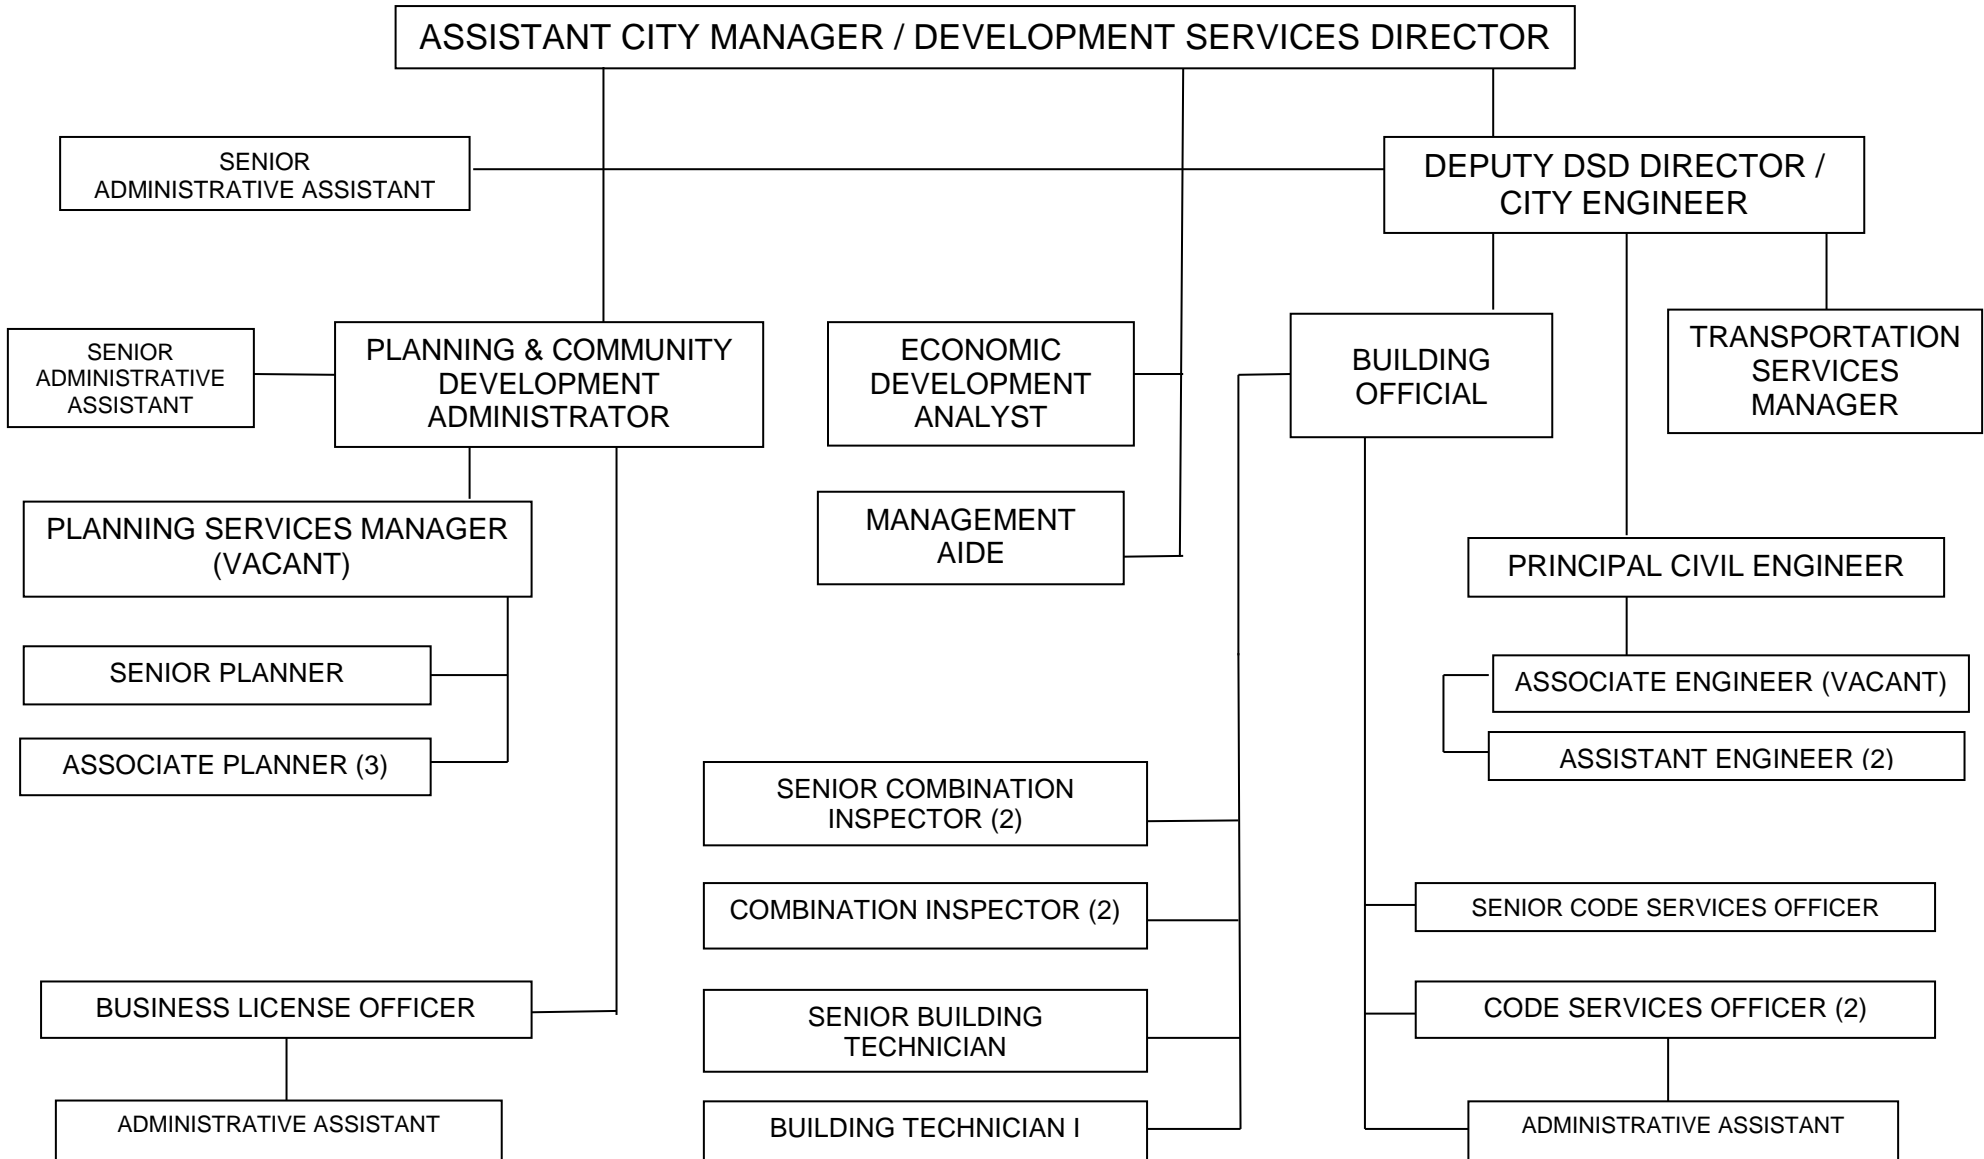 ASSISTANT CITY MANAGER / DEVELOPMENT SERVICES DIRECTOR
SENIOR
ADMINISTRATIVE ASSISTANT
DEPUTY DSD DIRECTOR /
CITY ENGINEER
SENIOR
ADMINISTRATIVE
ASSISTANT
PLANNING & COMMUNITY
DEVELOPMENT
ADMINISTRATOR
ECONOMIC
DEVELOPMENT
ANALYST
BUILDING
OFFICIAL
TRANSPORTATION
SERVICES
MANAGER
PLANNING SERVICES MANAGER
(VACANT)
MANAGEMENT
AIDE
PRINCIPAL CIVIL ENGINEER
SENIOR PLANNER
ASSOCIATE ENGINEER (VACANT)
ASSOCIATE PLANNER (3)
ASSISTANT ENGINEER (2)
SENIOR COMBINATION
INSPECTOR (2)
COMBINATION INSPECTOR (2)
SENIOR CODE SERVICES OFFICER
BUSINESS LICENSE OFFICER
SENIOR BUILDING
TECHNICIAN
CODE SERVICES OFFICER (2)
ADMINISTRATIVE ASSISTANT
BUILDING TECHNICIAN I
ADMINISTRATIVE ASSISTANT